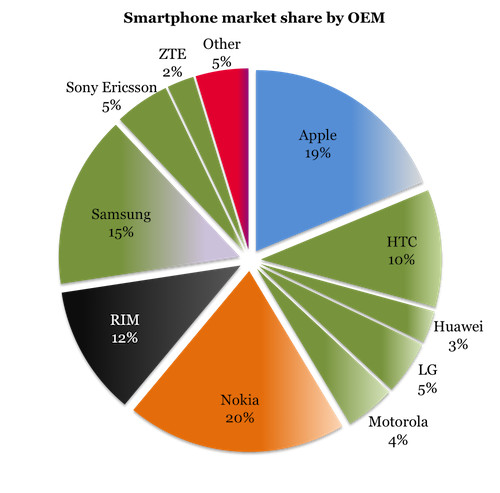 Smartphone market share by OEM
Other
5%
ZTE
2%
Sony Ericsson
5%
Apple
19%
Samsung
15%
HTC
10%
RIM
12%
Huawei
3%
LG
5%
Nokia
20%
Motorola
4%